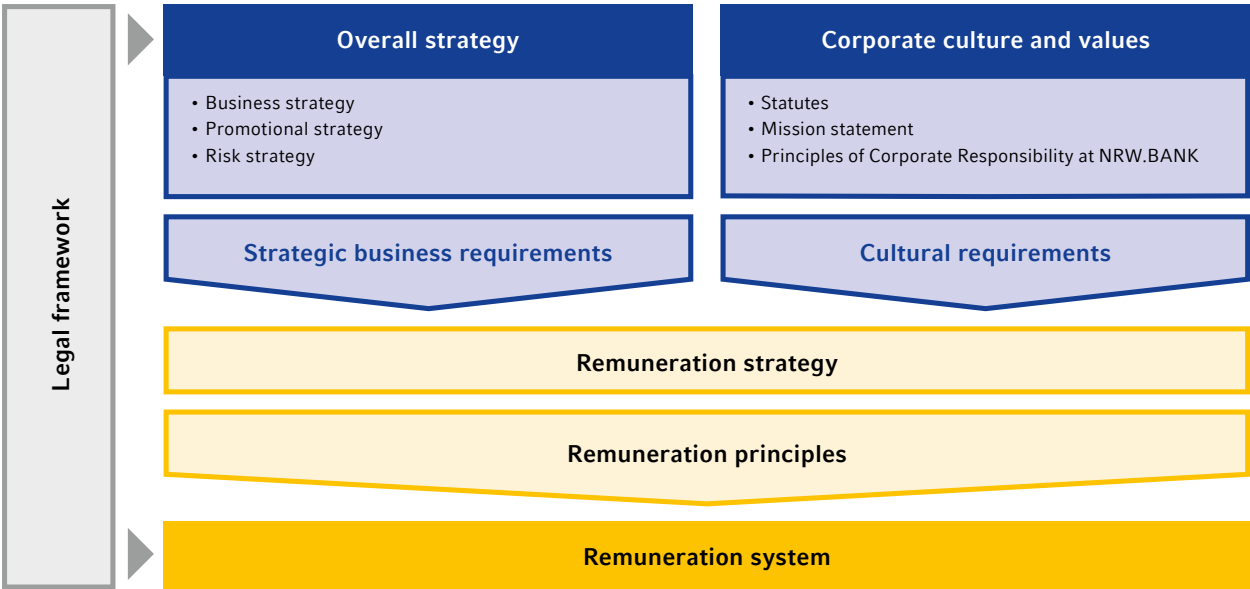 Legal framework
Overall strategy
• Business strategy
• Promotional strategy
• Risk strategy
Corporate culture and values
• Statutes
• Mission statement
• Principles of Corporate Responsibility at NRW.BANK
Strategic business requirements
Cultural requirements
Remuneration strategy
Remuneration principles
Remuneration system